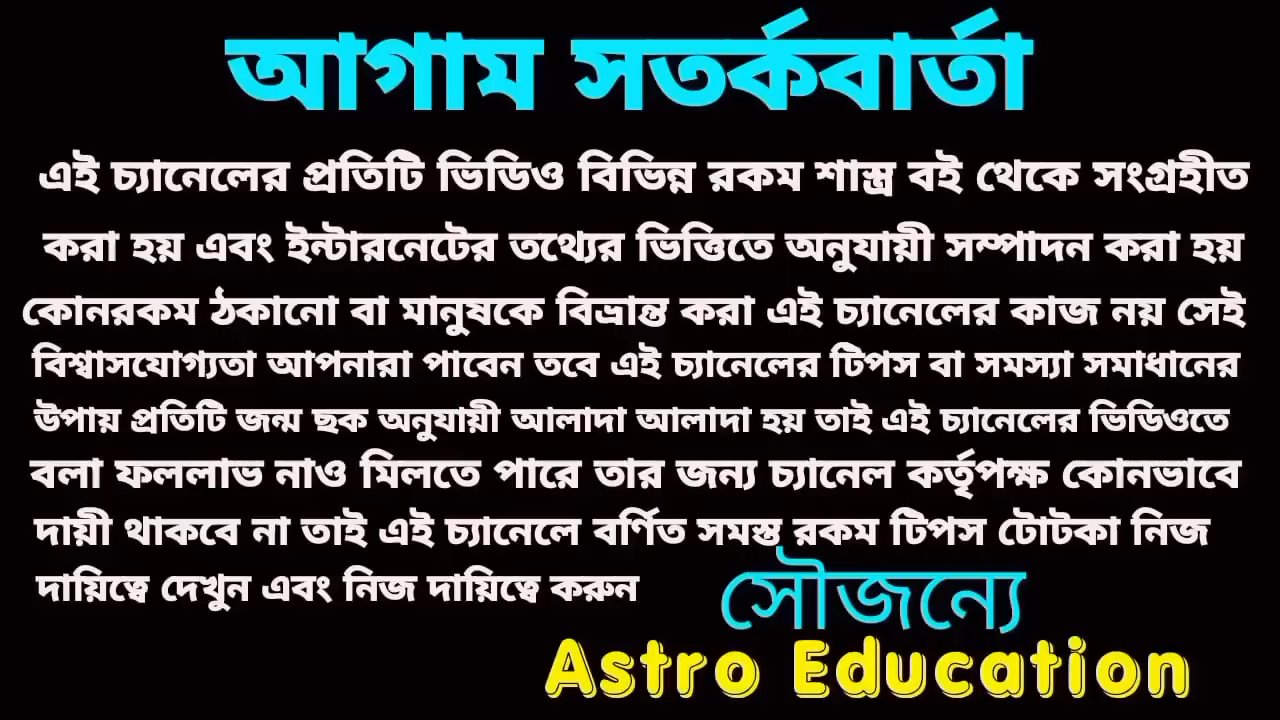 আগাম সতর্কবার্তা
এই চ্যানেলের প্রতিটি ভিডিও বিভিন্ন রকম শাস্ত্র বই থেকে সংগ্রহীত
করা হয় এবং ইন্টারনেটের তথ্যের ভিত্তিতে অনুযায়ী সম্পাদন করা হয়
কোনরকম ঠকানো বা মানুষকে বিভ্রান্ত করা এই চ্যানেলের কাজ নয় সেই
বিশ্বাসযোগ্যতা আপনারা পাবেন তবে এই চ্যানেলের টিপস বা সমস্যা সমাধানের
উপায় প্রতিটি জন্ম ছক অনুযায়ী আলাদা আলাদা হয় তাই এই চ্যানেলের ভিডিওতে
বলা ফললাভ নাও মিলতে পারে তার জন্য চ্যানেল কর্তৃপক্ষ কোনভাবে
দায়ী থাকবে না তাই এই চ্যানেলে বর্ণিত সমস্ত রকম টিপস টোটকা নিজ
দায়িত্বে দেখুন এবং নিজ দায়িত্বে করুন
সৌজন্যে
Astro Education